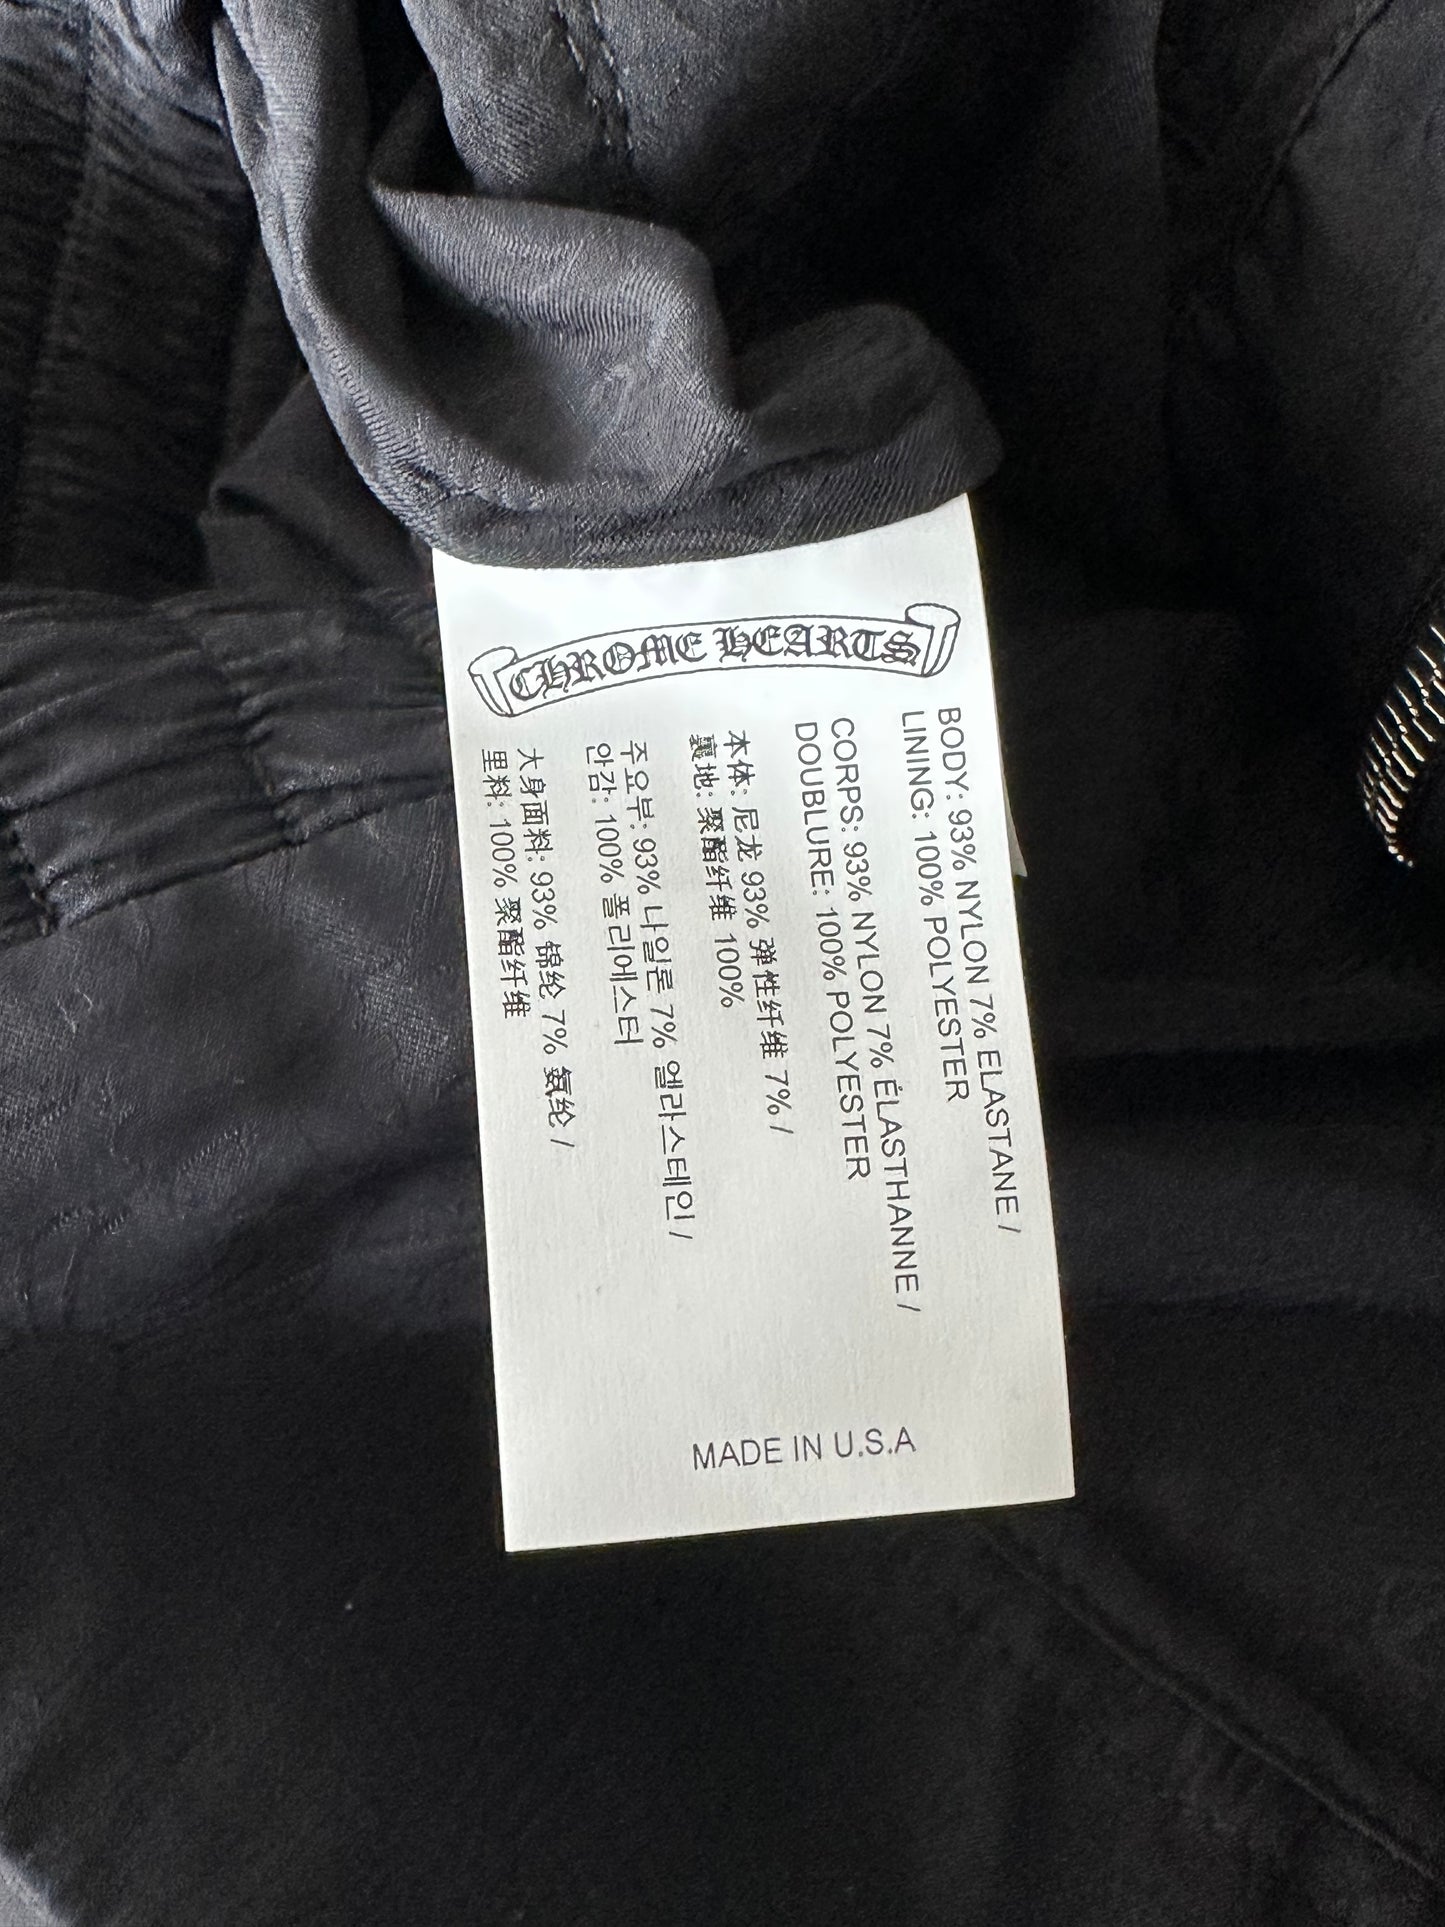 CHROME HEARTS
BODY: 93% NYLON 7% ELASTANE /
LINING: 100% POLYESTER
CORPS: 93% NYLON 7% ÉLASTHANNE /
DOUBLURE: 100% POLYESTER
本体: 尼龙 93% 弹性纤维 7% /
裏地: 聚酯纤维 100%
주요부: 93% 나일론 7% 엘라스테인 /
안감: 100% 폴리에스터
大身面料: 93% 锦纶 7% 氨纶 /
里料: 100% 聚酯纤维
MADE IN U.S.A